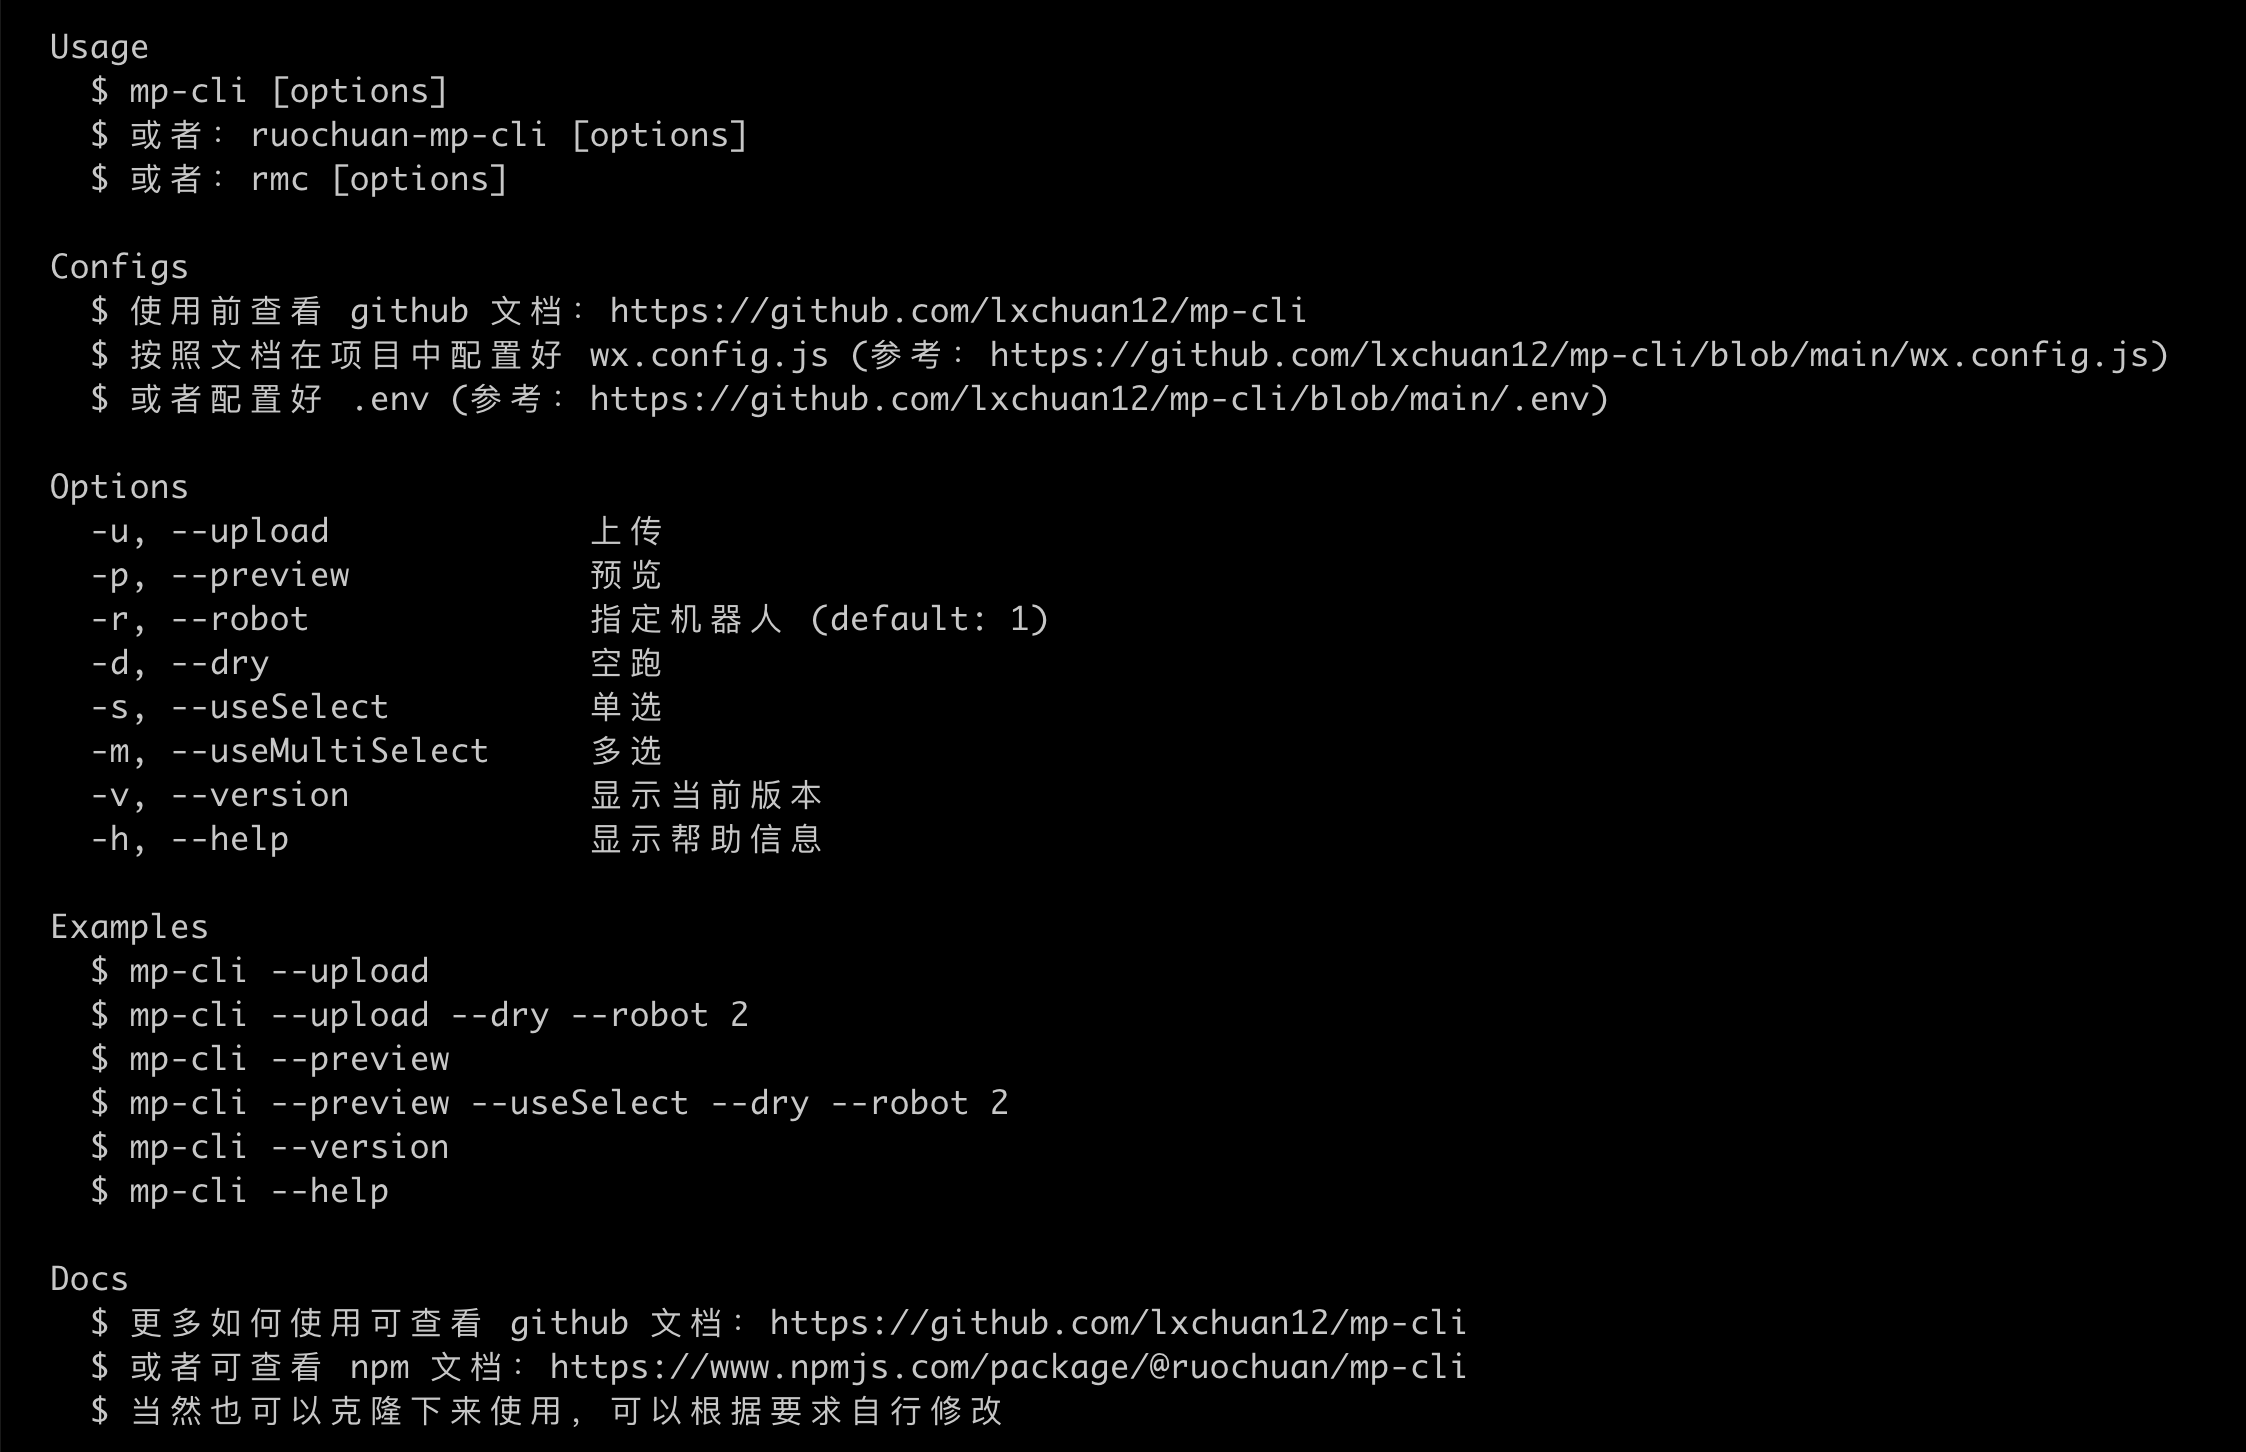 Usage
$ mp-cli [options]
$ 或者：ruochuan-mp-cli [options]
$ 或者：rmc [options]
Configs
$ 使用前查看 github 文档：https://github.com/lxchuan12/mp-cli
$ 按照文档在项目中配置好 wx.config.js (参考：https://github.com/lxchuan12/mp-cli/blob/main/wx.config.js)
$ 或者配置好 .env (参考：https://github.com/lxchuan12/mp-cli/blob/main/.env)
Options
-u, --upload 上传
-p, --preview 预览
-r, --robot 指定机器人 (default: 1)
-d, --dry 空跑
-s, --useSelect 单选
-m, --useMultiSelect 多选
-v, --version 显示当前版本
-h, --help 显示帮助信息
Examples
$ mp-cli --upload
$ mp-cli --upload --dry --robot 2
$ mp-cli --preview
$ mp-cli --preview --useSelect --dry --robot 2
$ mp-cli --version
$ mp-cli --help
Docs
$ 更多如何使用可查看 github 文档：https://github.com/lxchuan12/mp-cli
$ 或者可查看 npm 文档：https://www.npmjs.com/package/@ruochuan/mp-cli
$ 当然也可以克隆下来使用，可以根据要求自行修改